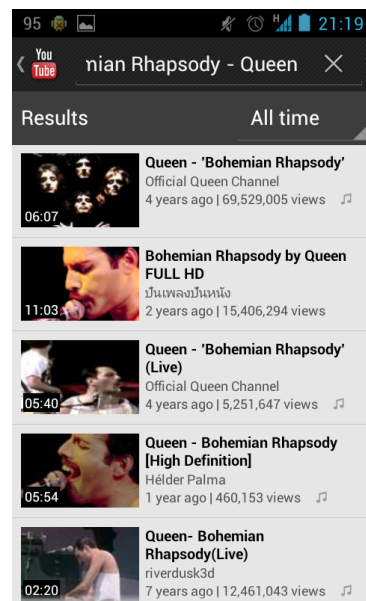 95 H 21:19
You Tube mian Rhapsody - Queen
Results All time
Queen - 'Bohemian Rhapsody'
Official Queen Channel
4 years ago | 69,529,005 views
06:07
Bohemian Rhapsody by Queen
FULL HD
ปันเพลงปันหนัง
2 years ago | 15,406,294 views
11:03
Queen - 'Bohemian Rhapsody'
(Live)
Official Queen Channel
4 years ago | 5,251,647 views
05:40
Queen - Bohemian Rhapsody
[High Definition]
Hélder Palma
1 year ago | 460,153 views
05:54
Queen- Bohemian
Rhapsody(Live)
riverdusk3d
7 years ago | 12,461,043 views
02:20